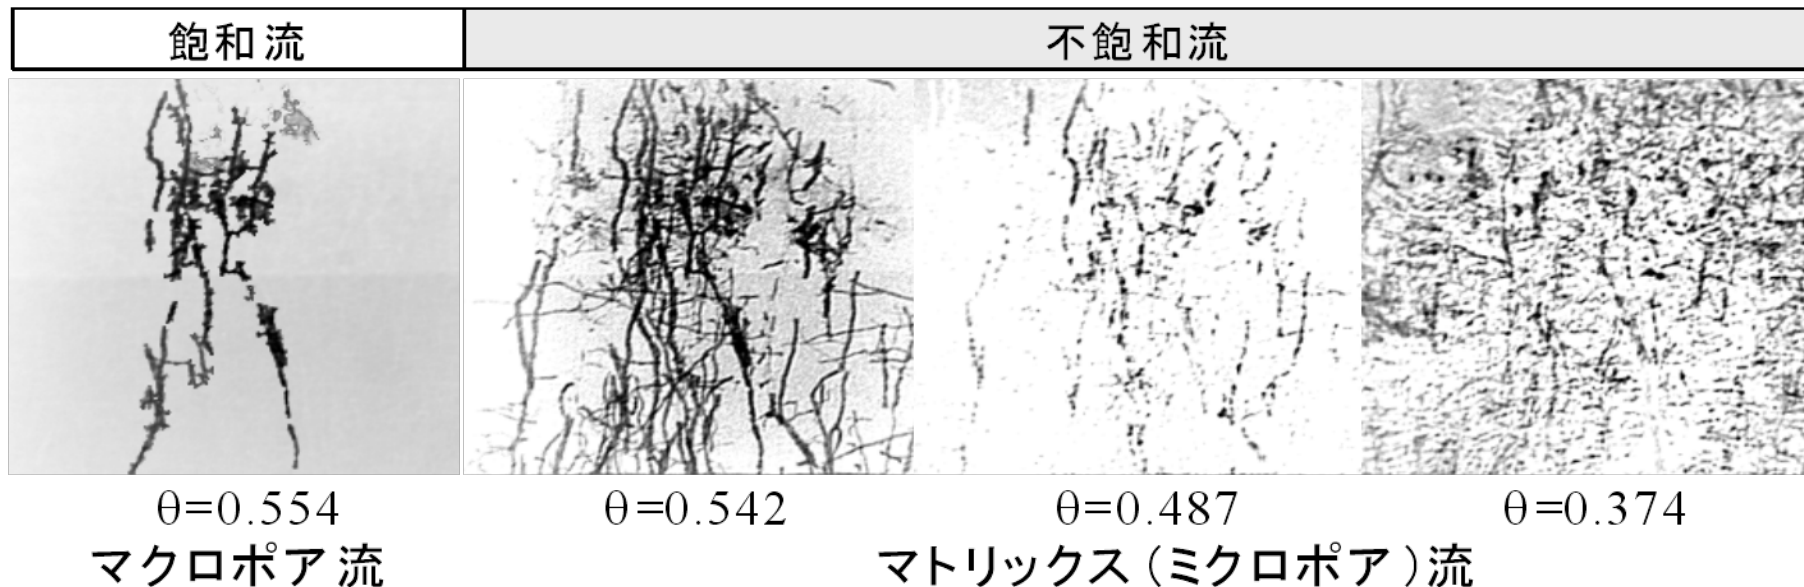 飽和流
不飽和流
θ=0.554
θ=0.542
θ=0.487
θ=0.374
マクロポア流
マトリックス(ミクロポア)流